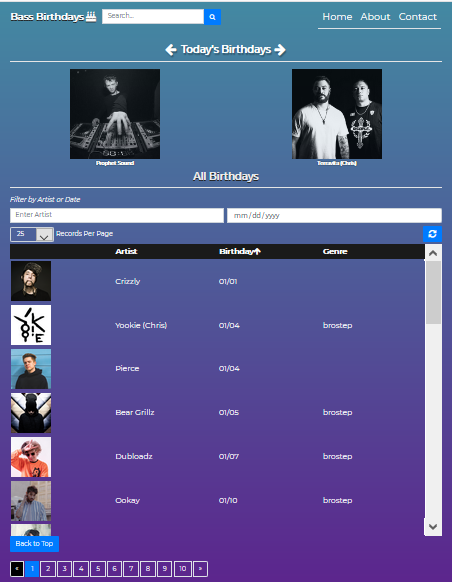 Bass Birthdays Search... Home About Contact
Today's Birthdays
Prophet Sound Terravita (Chris)
All Birthdays
Filter by Artist or Date
Enter Artist mm/dd/yyyy
25 Records Per Page
Artist Birthday Genre
Crizzly 01/01
Yookie (Chris) 01/04 brostep
Pierce 01/04
Bear Grillz 01/05 brostep
Dubloadz 01/07 brostep
Ookay 01/10 brostep
Back to Top
« 1 2 3 4 5 6 7 8 9 10 »